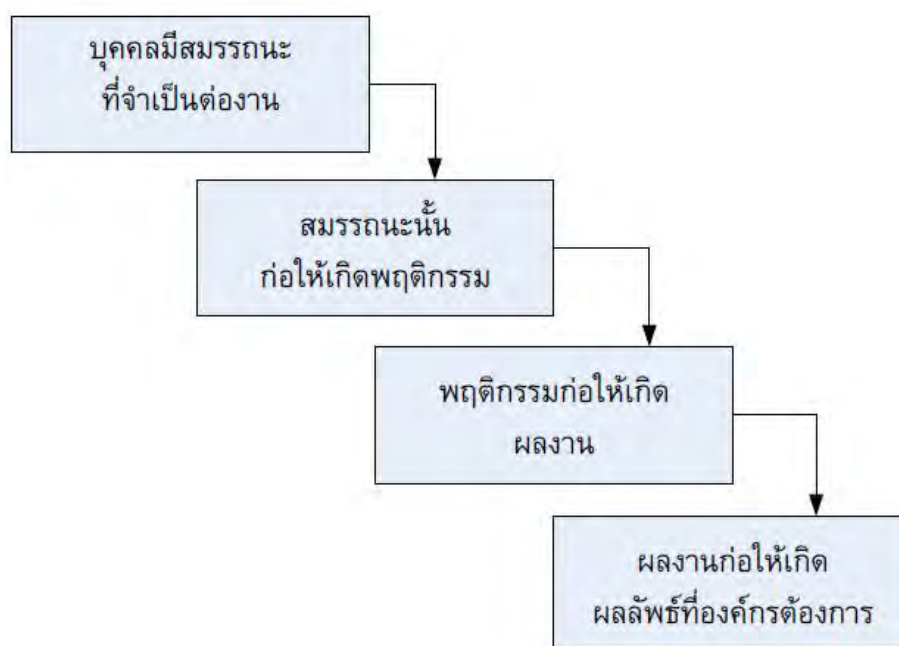 บุคคลมีสมรรถนะ
ที่จำเป็นต่องาน
สมรรถนะนั้น
ก่อให้เกิดพฤติกรรม
พฤติกรรมก่อให้เกิด
ผลงาน
ผลงานก่อให้เกิด
ผลลัพธ์ที่องค์กรต้องการ